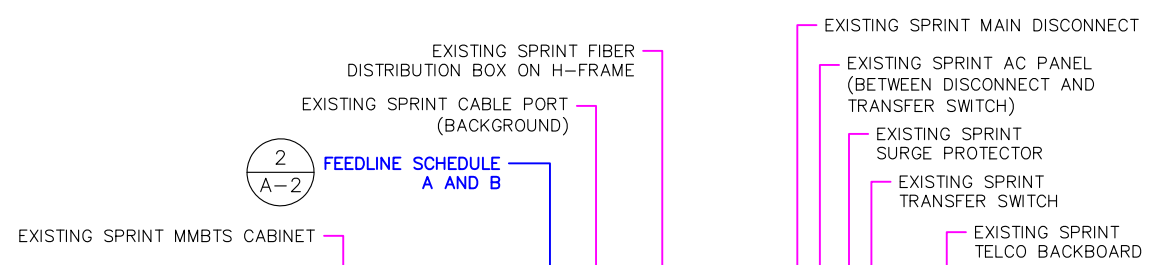 EXISTING SPRINT MAIN DISCONNECT
EXISTING SPRINT FIBER
DISTRIBUTION BOX ON H-FRAME
EXISTING SPRINT AC PANEL
(BETWEEN DISCONNECT AND
TRANSFER SWITCH)
EXISTING SPRINT CABLE PORT
(BACKGROUND)
EXISTING SPRINT
SURGE PROTECTOR
2
A-2
FEEDLINE SCHEDULE
A AND B
EXISTING SPRINT
TRANSFER SWITCH
EXISTING SPRINT MMBTS CABINET
EXISTING SPRINT
TELCO BACKBOARD